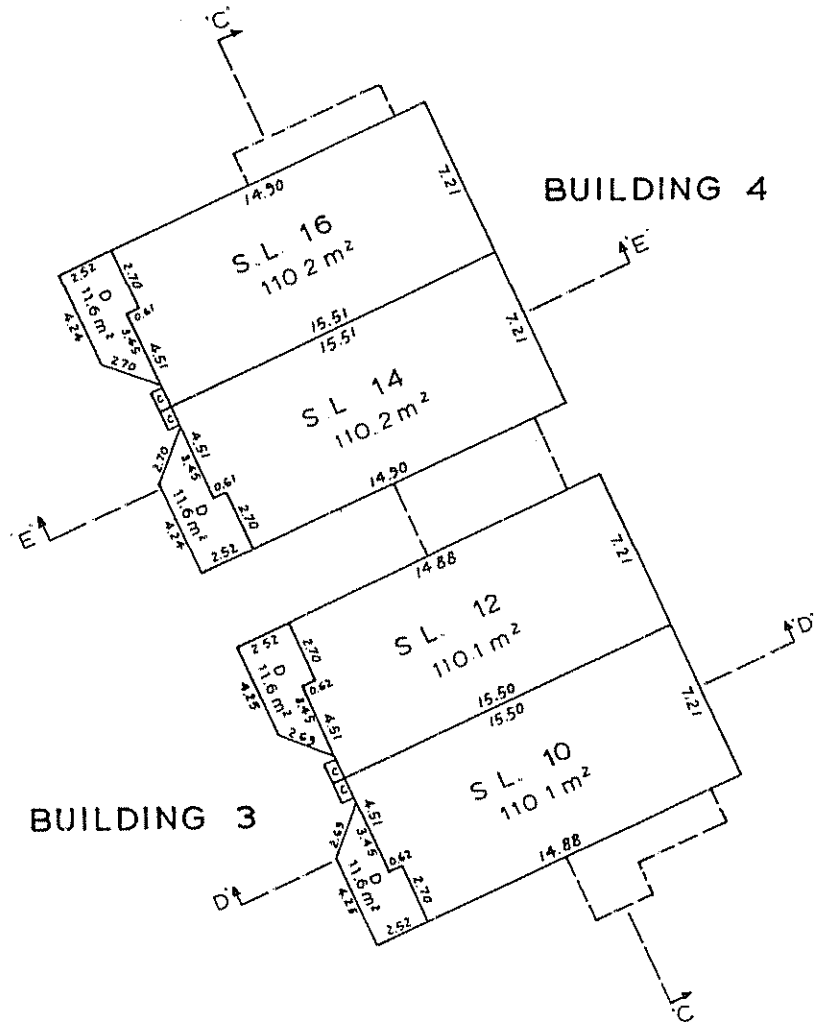 'C'
14.90
7.21
BUILDING 4
S.L. 16
110.2 m²
'E'
2.52
2.70
D
11.6 m²
0.61
4.24
3.45
4.51
2.70
15.51
15.51
7.21
C
C
S L 14
110.2 m²
2.70
4.51
3.45
0.61
D
11.6 m²
2.70
14.90
4.24
2.52
'E'
14.88
7.21
S L. 12
110.1 m²
2.52
2.70
D
11.6 m²
0.62
4.25
3.45
4.51
2.69
15.50
15.50
'D'
7.21
C
C
S L. 10
110.1 m²
BUILDING 3
2.69
4.51
3.45
0.62
D
11.6 m²
2.70
14.88
4.25
2.52
D'
'C'